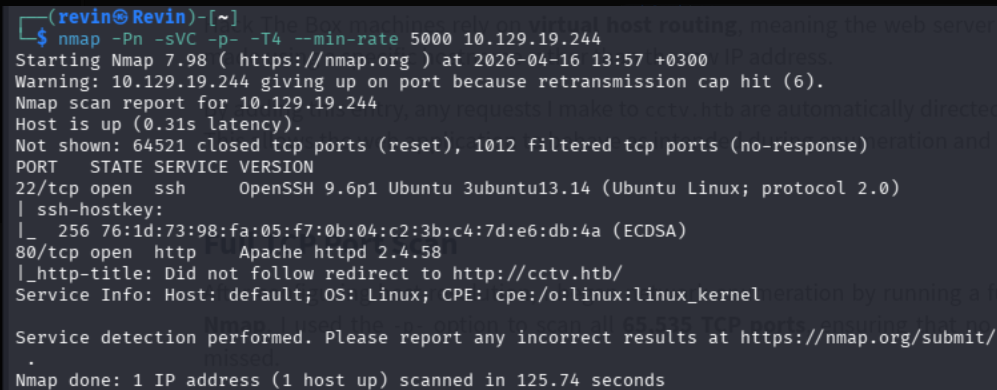 ┌──(revin㉿Revin)-[~]
└─$ nmap -Pn -sVC -p- -T4 --min-rate 5000 10.129.19.244
Starting Nmap 7.98 ( https://nmap.org ) at 2026-04-16 13:57 +0300
Warning: 10.129.19.244 giving up on port because retransmission cap hit (6).
Nmap scan report for 10.129.19.244
Host is up (0.31s latency).
Not shown: 64521 closed tcp ports (reset), 1012 filtered tcp ports (no-response)
PORT   STATE SERVICE VERSION
22/tcp open  ssh     OpenSSH 9.6p1 Ubuntu 3ubuntu13.14 (Ubuntu Linux; protocol 2.0)
| ssh-hostkey:
|_  256 76:1d:73:98:fa:05:f7:0b:04:c2:3b:c4:7d:e6:db:4a (ECDSA)
80/tcp open  http    Apache httpd 2.4.58
|_http-title: Did not follow redirect to http://cctv.htb/
Service Info: Host: default; OS: Linux; CPE: cpe:/o:linux:linux_kernel
Service detection performed. Please report any incorrect results at https://nmap.org/submit/
.
Nmap done: 1 IP address (1 host up) scanned in 125.74 seconds